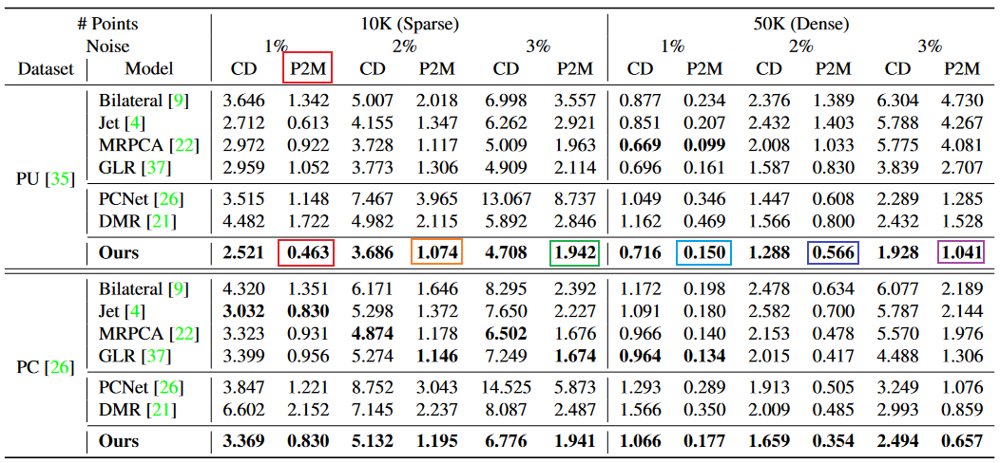 # Points 10K (Sparse) 50K (Dense)
Noise 1% 2% 3% 1% 2% 3%
Dataset Model CD P2M CD P2M CD P2M CD P2M CD P2M CD P2M
Bilateral [9] 3.646 1.342 5.007 2.018 6.998 3.557 0.877 0.234 2.376 1.389 6.304 4.730
Jet [4] 2.712 0.613 4.155 1.347 6.262 2.921 0.851 0.207 2.432 1.403 5.788 4.267
MRPCA [22] 2.972 0.922 3.728 1.117 5.009 1.963 0.669 0.099 2.008 1.033 5.775 4.081
GLR [37] 2.959 1.052 3.773 1.306 4.909 2.114 0.696 0.161 1.587 0.830 3.839 2.707
PU [35]
PCNet [26] 3.515 1.148 7.467 3.965 13.067 8.737 1.049 0.346 1.447 0.608 2.289 1.285
DMR [21] 4.482 1.722 4.982 2.115 5.892 2.846 1.162 0.469 1.566 0.800 2.432 1.528
Ours 2.521 0.463 3.686 1.074 4.708 1.942 0.716 0.150 1.288 0.566 1.928 1.041
Bilateral [9] 4.320 1.351 6.171 1.646 8.295 2.392 1.172 0.198 2.478 0.634 6.077 2.189
Jet [4] 3.032 0.830 5.298 1.372 7.650 2.227 1.091 0.180 2.582 0.700 5.787 2.144
MRPCA [22] 3.323 0.931 4.874 1.178 6.502 1.676 0.966 0.140 2.153 0.478 5.570 1.976
GLR [37] 3.399 0.956 5.274 1.146 7.249 1.674 0.964 0.134 2.015 0.417 4.488 1.306
PC [26]
PCNet [26] 3.847 1.221 8.752 3.043 14.525 5.873 1.293 0.289 1.913 0.505 3.249 1.076
DMR [21] 6.602 2.152 7.145 2.237 8.087 2.487 1.566 0.350 2.009 0.485 2.993 0.859
Ours 3.369 0.830 5.132 1.195 6.776 1.941 1.066 0.177 1.659 0.354 2.494 0.657